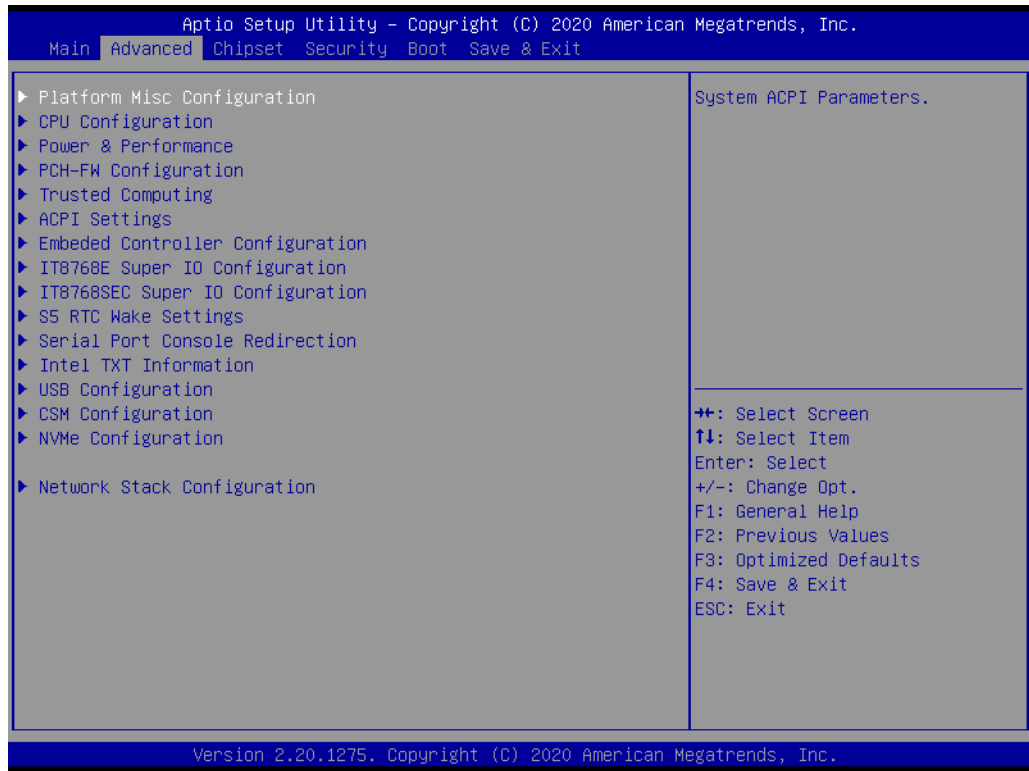 Aptio Setup Utility – Copyright (C) 2020 American Megatrends, Inc.
Main Advanced Chipset Security Boot Save & Exit
Platform Misc Configuration
CPU Configuration
Power & Performance
PCH-FW Configuration
Trusted Computing
ACPI Settings
Embeded Controller Configuration
IT8768E Super IO Configuration
IT8768SEC Super IO Configuration
S5 RTC Wake Settings
Serial Port Console Redirection
Intel TXT Information
USB Configuration
CSM Configuration
NVMe Configuration
Network Stack Configuration
System ACPI Parameters.
→←: Select Screen
↑↓: Select Item
Enter: Select
+/-: Change Opt.
F1: General Help
F2: Previous Values
F3: Optimized Defaults
F4: Save & Exit
ESC: Exit
Version 2.20.1275. Copyright (C) 2020 American Megatrends, Inc.